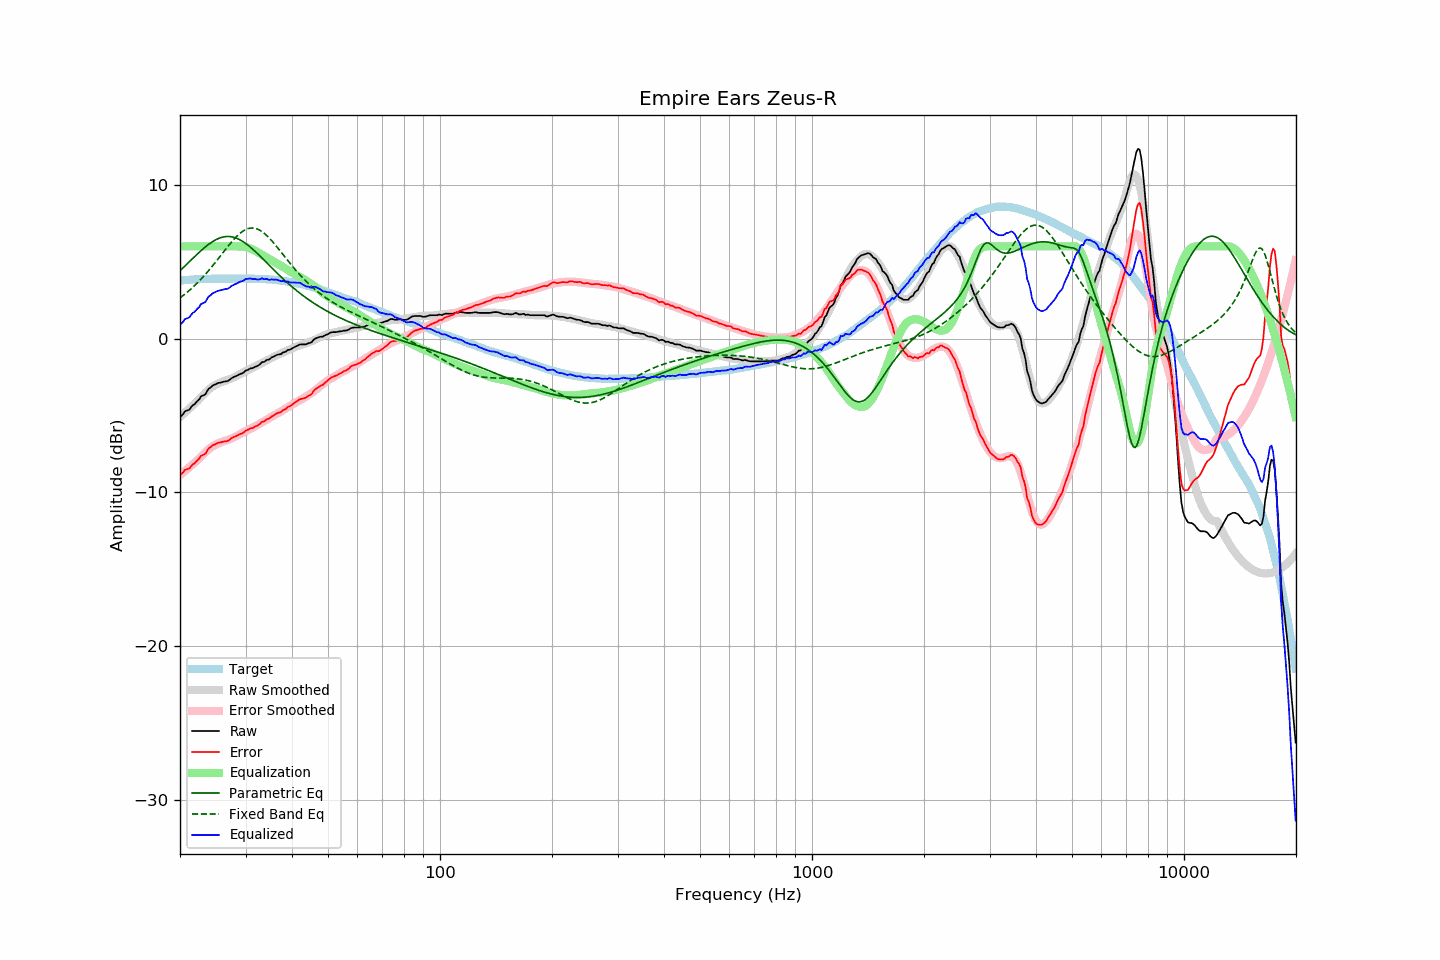 Empire Ears Zeus-R
10
0
−10
−20
−30
Amplitude (dBr)
Target
Raw Smoothed
Error Smoothed
Raw
Error
Equalization
Parametric Eq
Fixed Band Eq
Equalized
100
1000
10000
Frequency (Hz)